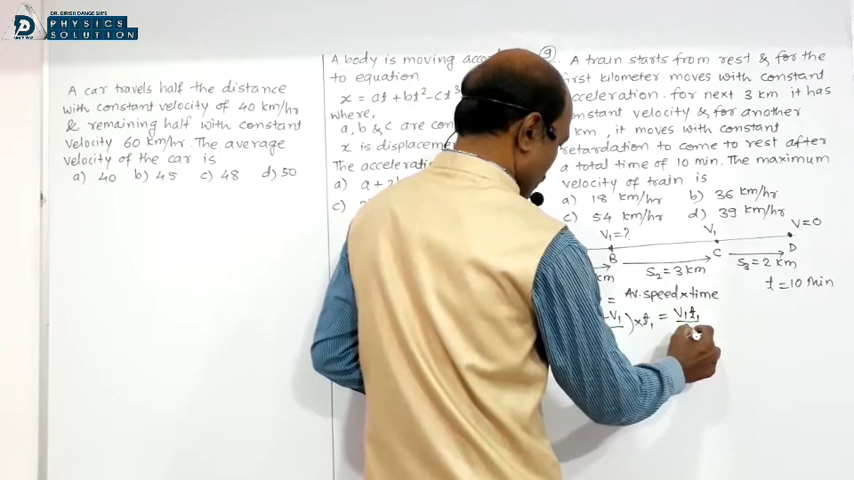 DR. GIRISH DANGE SIR'S
PHYSICS
SOLUTION
A car travels half the distance
with constant velocity of 40 km/hr
& remaining half with constant
velocity 60 km/hr. The average
velocity of the car is
a) 40 b) 45 c) 48 d) 50
A body is moving
to equation
x = at + bt² - ct³
where,
a, b & c are
x is
The
a) a + 2
c)
9
A train starts from rest & for the
first kilometer moves with constant
acceleration. for next 3 km it has
constant velocity & for another
km, it moves with constant
retardation to come to rest after
a total time of 10 min. The maximum
velocity of train is
a) 18 km/hr b) 36 km/hr
c) 54 km/hr d) 39 km/hr
V₁=? V₁ V=0
B C D
km S₂ = 3 km S₃ = 2 km
t = 10 min
= Av. speed x time
V₁) x t₁ = V₁t₁